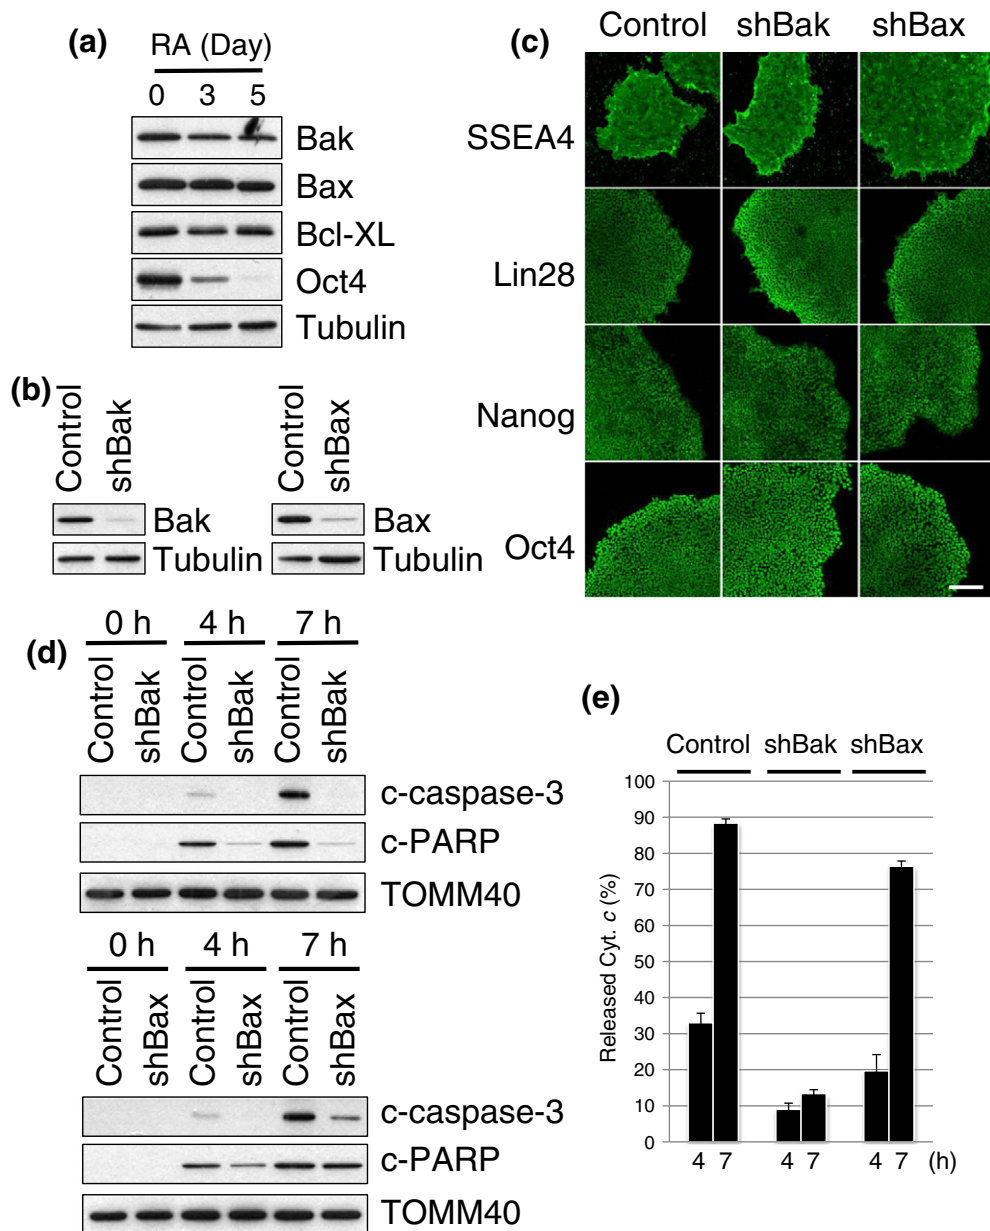 (a)
RA (Day)
0 3 5
Bak
Bax
Bcl-XL
Oct4
Tubulin
(b)
Control shBak
Bak
Tubulin
Control shBax
Bax
Tubulin
(c)
Control shBak shBax
SSEA4
Lin28
Nanog
Oct4
(d)
0 h 4 h 7 h
Control shBak Control shBak Control shBak
c-caspase-3
c-PARP
TOMM40
0 h 4 h 7 h
Control shBax Control shBax Control shBax
c-caspase-3
c-PARP
TOMM40
(e)
Control shBak shBax
Released Cyt. c (%)
100
90
80
70
60
50
40
30
20
10
0
4 7 4 7 4 7 (h)